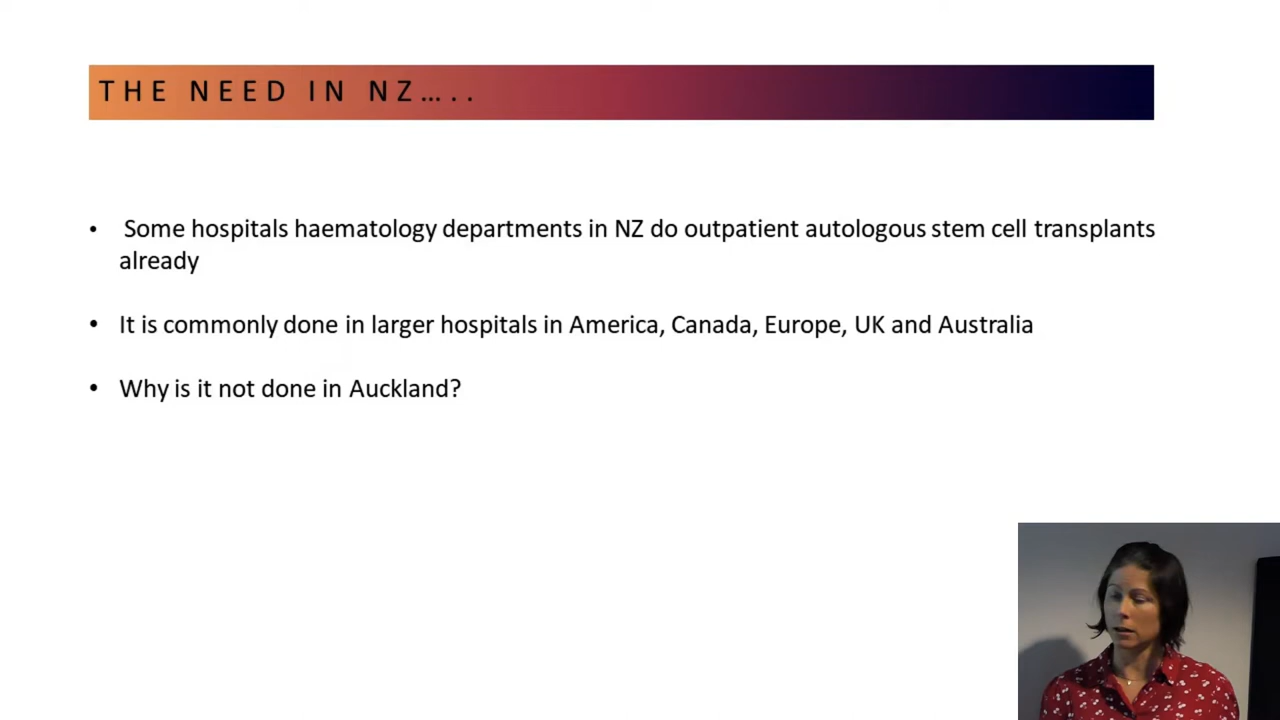 THE NEED IN NZ…..
• Some hospitals haematology departments in NZ do outpatient autologous stem cell transplants
already
• It is commonly done in larger hospitals in America, Canada, Europe, UK and Australia
• Why is it not done in Auckland?